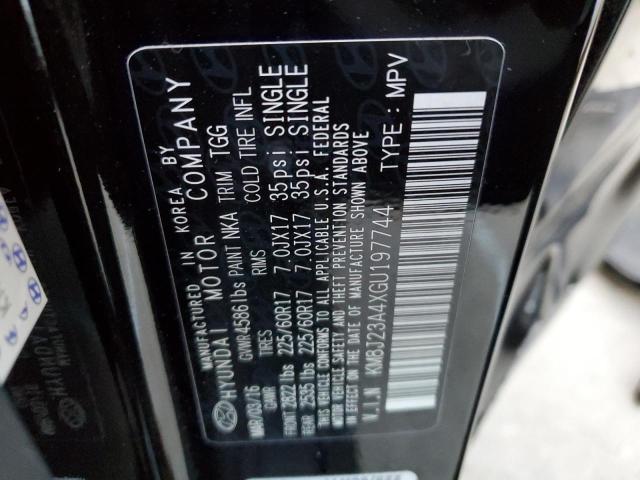 MANUFACTURED IN KOREA BY
HYUNDAI MOTOR COMPANY
MAR/03/16 GVWR4586lbs PAINT NKA TRIM TGG
GAWR TIRES RIMS COLD TIRE INFL
FRONT 2822 lbs 225/60R17 7.0JX17 35psi SINGLE
REAR 2535 lbs 225/60R17 7.0JX17 35psi SINGLE
THIS VEHICLE CONFORMS TO ALL APPLICABLE U.S.A. FEDERAL
MOTOR VEHICLE SAFETY, BUMPER, AND THEFT PREVENTION STANDARDS
IN EFFECT ON THE DATE OF MANUFACTURE SHOWN ABOVE
V.I.N : KM8J23A4XGU197744 TYPE : MPV